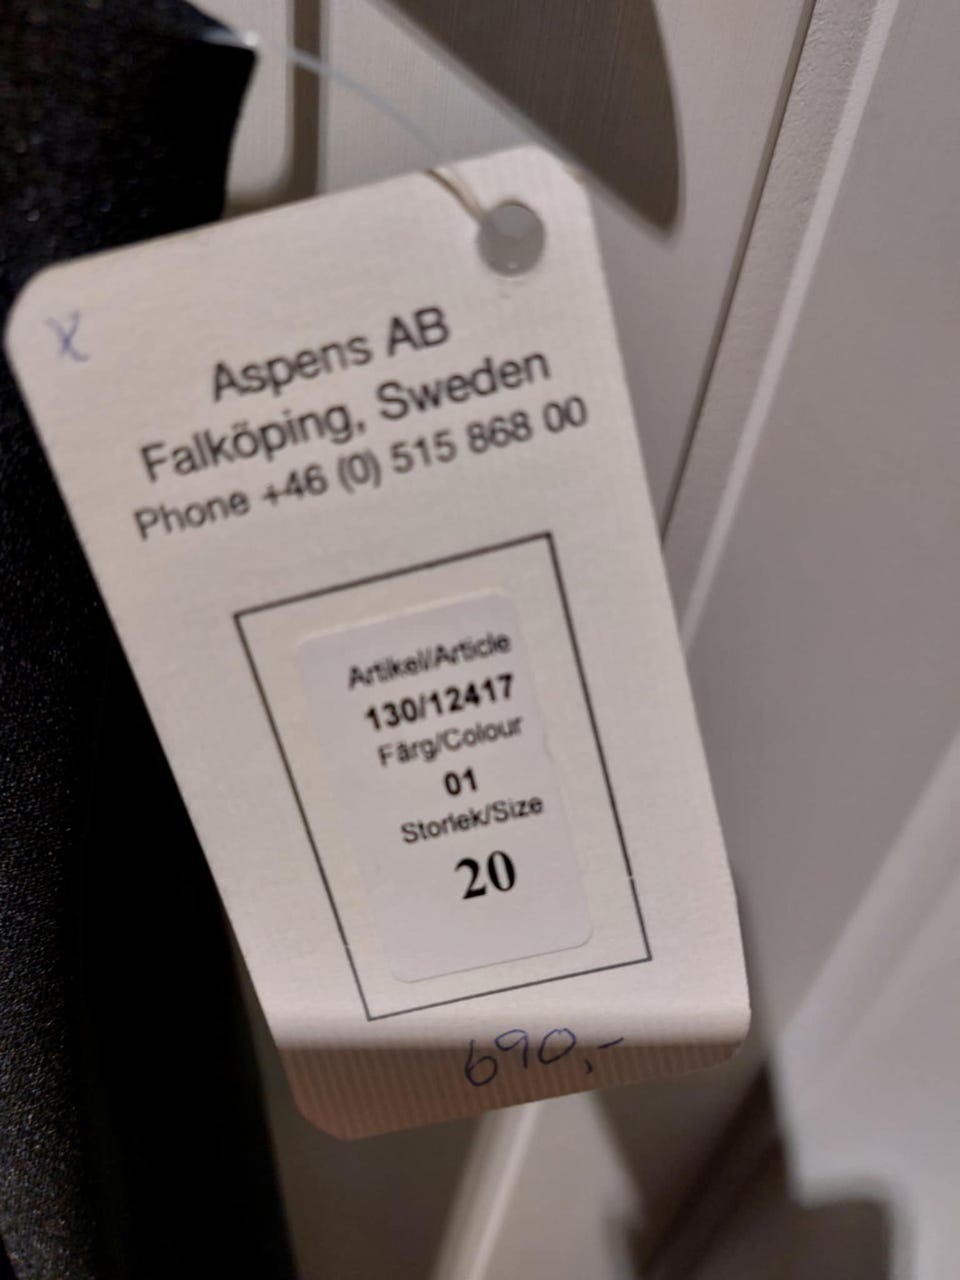 X
Aspens AB
Falköping, Sweden
Phone +46 (0) 515 868 00
Artikel/Article
130/12417
Färg/Colour
01
Storlek/Size
20
690,-